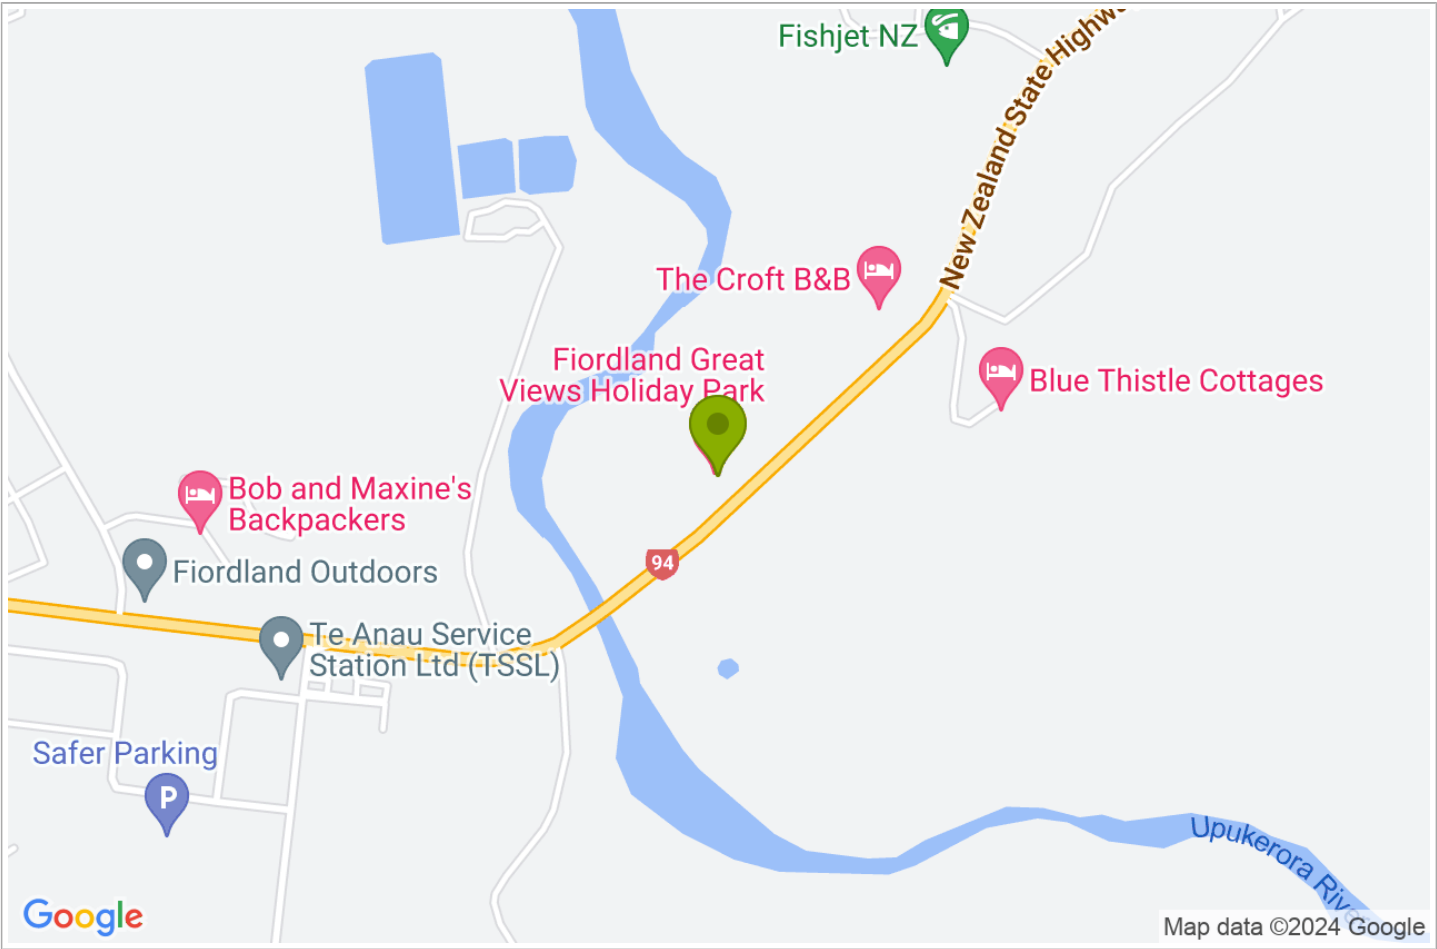 Fishjet NZ
New Zealand State Highw
The Croft B&B
Fiordland Great
Views Holiday Park
Blue Thistle Cottages
Bob and Maxine's
Backpackers
94
Fiordland Outdoors
Te Anau Service
Station Ltd (TSSL)
Safer Parking
P
Upukerora River
Google
Map data ©2024 Google